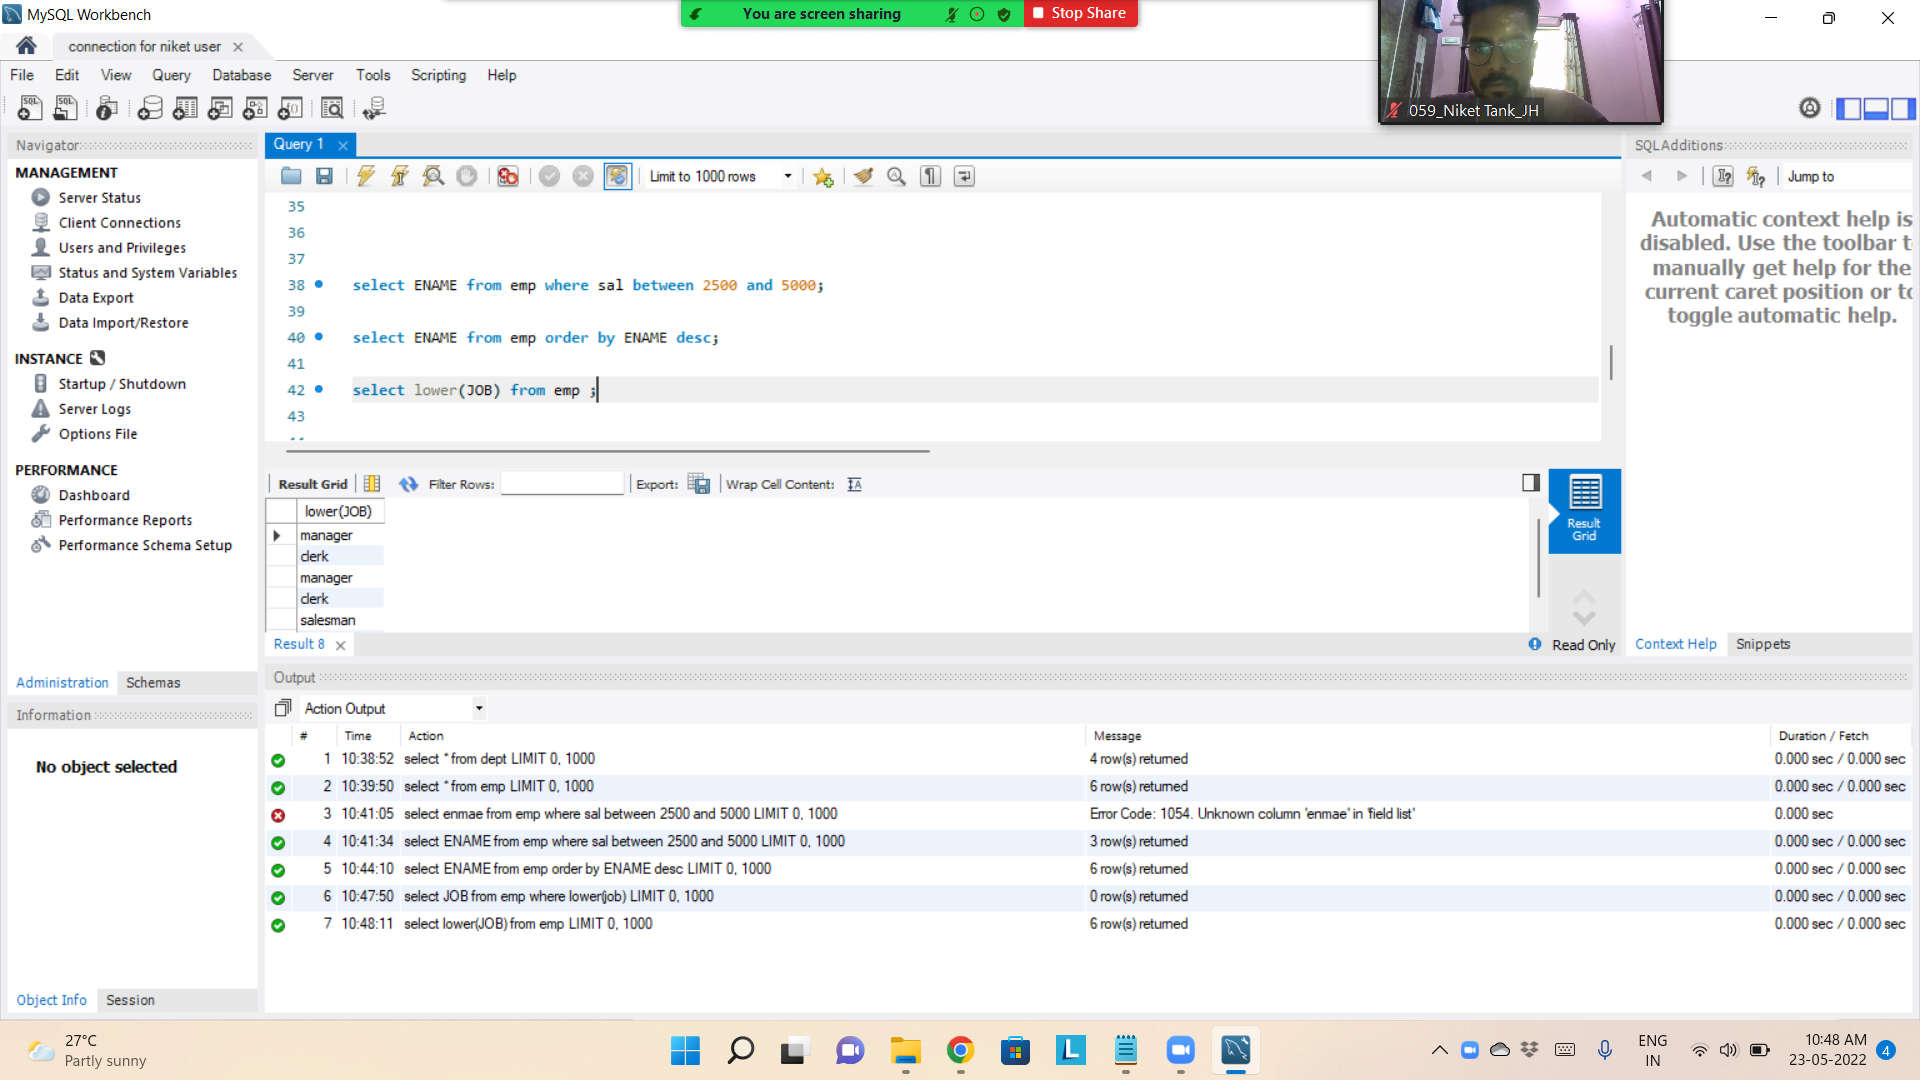 MySQL Workbench
You are screen sharing
Stop Share
connection for niket user
File Edit View Query Database Server Tools Scripting Help
059_Niket Tank_JH
Navigator
MANAGEMENT
Server Status
Client Connections
Users and Privileges
Status and System Variables
Data Export
Data Import/Restore
INSTANCE
Startup / Shutdown
Server Logs
Options File
PERFORMANCE
Dashboard
Performance Reports
Performance Schema Setup
Administration Schemas
Information
No object selected
Object Info Session
Query 1
Limit to 1000 rows
35
36
37
38 select ENAME from emp where sal between 2500 and 5000;
39
40 select ENAME from emp order by ENAME desc;
41
42 select lower(JOB) from emp ;
43
Result Grid Filter Rows: Export: Wrap Cell Content:
lower(JOB)
manager
clerk
manager
clerk
salesman
Result Grid
Result 8
Read Only
SQLAdditions
Jump to
Automatic context help is
disabled. Use the toolbar t
manually get help for the
current caret position or to
toggle automatic help.
Context Help Snippets
Output
Action Output
# Time Action Message Duration / Fetch
1 10:38:52 select * from dept LIMIT 0, 1000 4 row(s) returned 0.000 sec / 0.000 sec
2 10:39:50 select * from emp LIMIT 0, 1000 6 row(s) returned 0.000 sec / 0.000 sec
3 10:41:05 select enmae from emp where sal between 2500 and 5000 LIMIT 0, 1000 Error Code: 1054. Unknown column 'enmae' in 'field list' 0.000 sec
4 10:41:34 select ENAME from emp where sal between 2500 and 5000 LIMIT 0, 1000 3 row(s) returned 0.000 sec / 0.000 sec
5 10:44:10 select ENAME from emp order by ENAME desc LIMIT 0, 1000 6 row(s) returned 0.000 sec / 0.000 sec
6 10:47:50 select JOB from emp where lower(job) LIMIT 0, 1000 0 row(s) returned 0.000 sec / 0.000 sec
7 10:48:11 select lower(JOB) from emp LIMIT 0, 1000 6 row(s) returned 0.000 sec / 0.000 sec
27°C
Partly sunny
ENG
IN
10:48 AM
23-05-2022
4